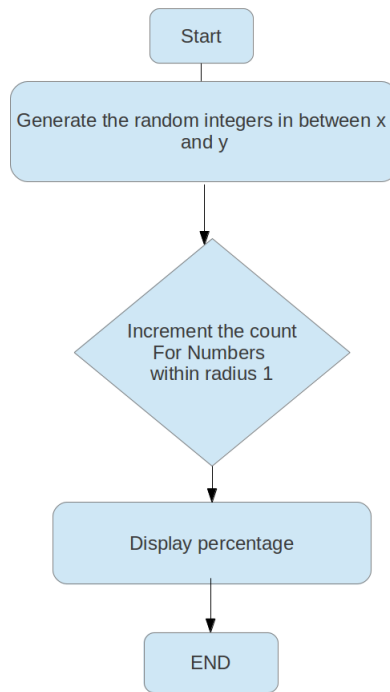 Start
Generate the random integers in between x
and y
Increment the count
For Numbers
within radius 1
Display percentage
END